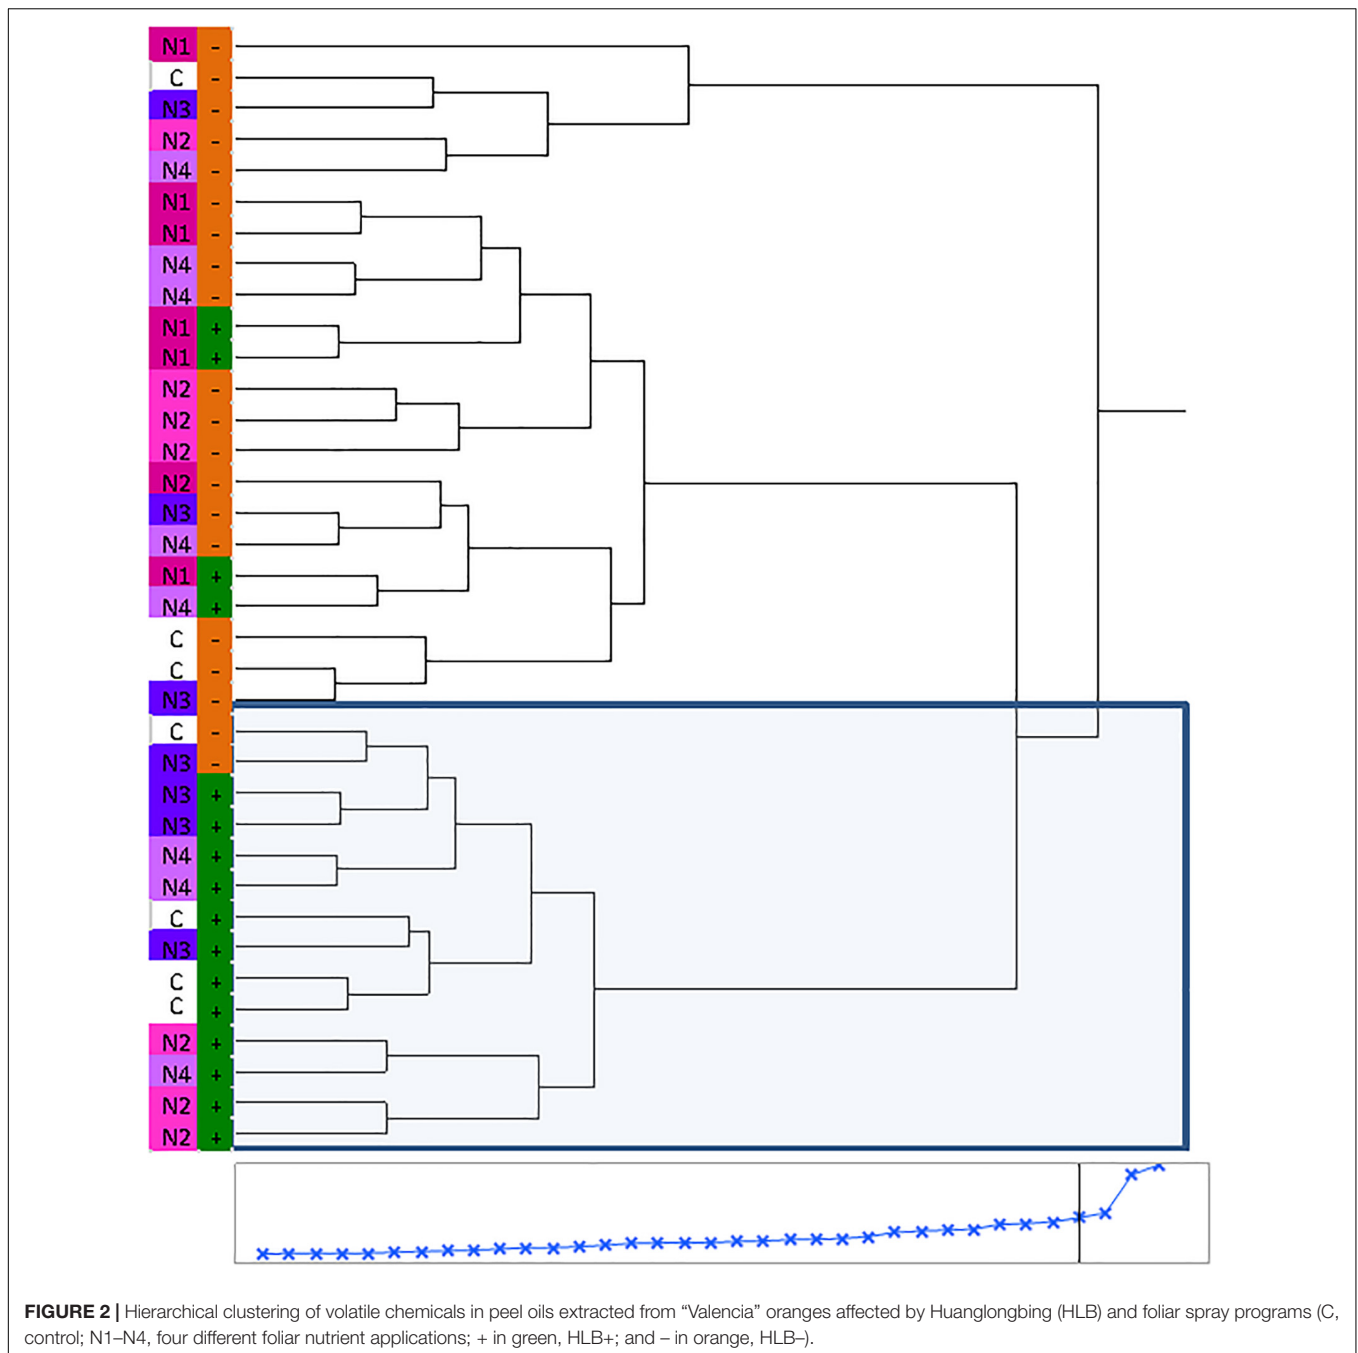 N1 -
C -
N3 -
N2 -
N4 -
N1 -
N1 -
N4 -
N4 -
N1 +
N1 +
N2 -
N2 -
N2 -
N2 -
N3 -
N4 -
N1 +
N4 +
C -
C -
N3 -
C -
N3 -
N3 +
N3 +
N4 +
N4 +
C +
N3 +
C +
C +
N2 +
N4 +
N2 +
N2 +
FIGURE 2 | Hierarchical clustering of volatile chemicals in peel oils extracted from “Valencia” oranges affected by Huanglongbing (HLB) and foliar spray programs (C,
control; N1–N4, four different foliar nutrient applications; + in green, HLB+; and – in orange, HLB–).